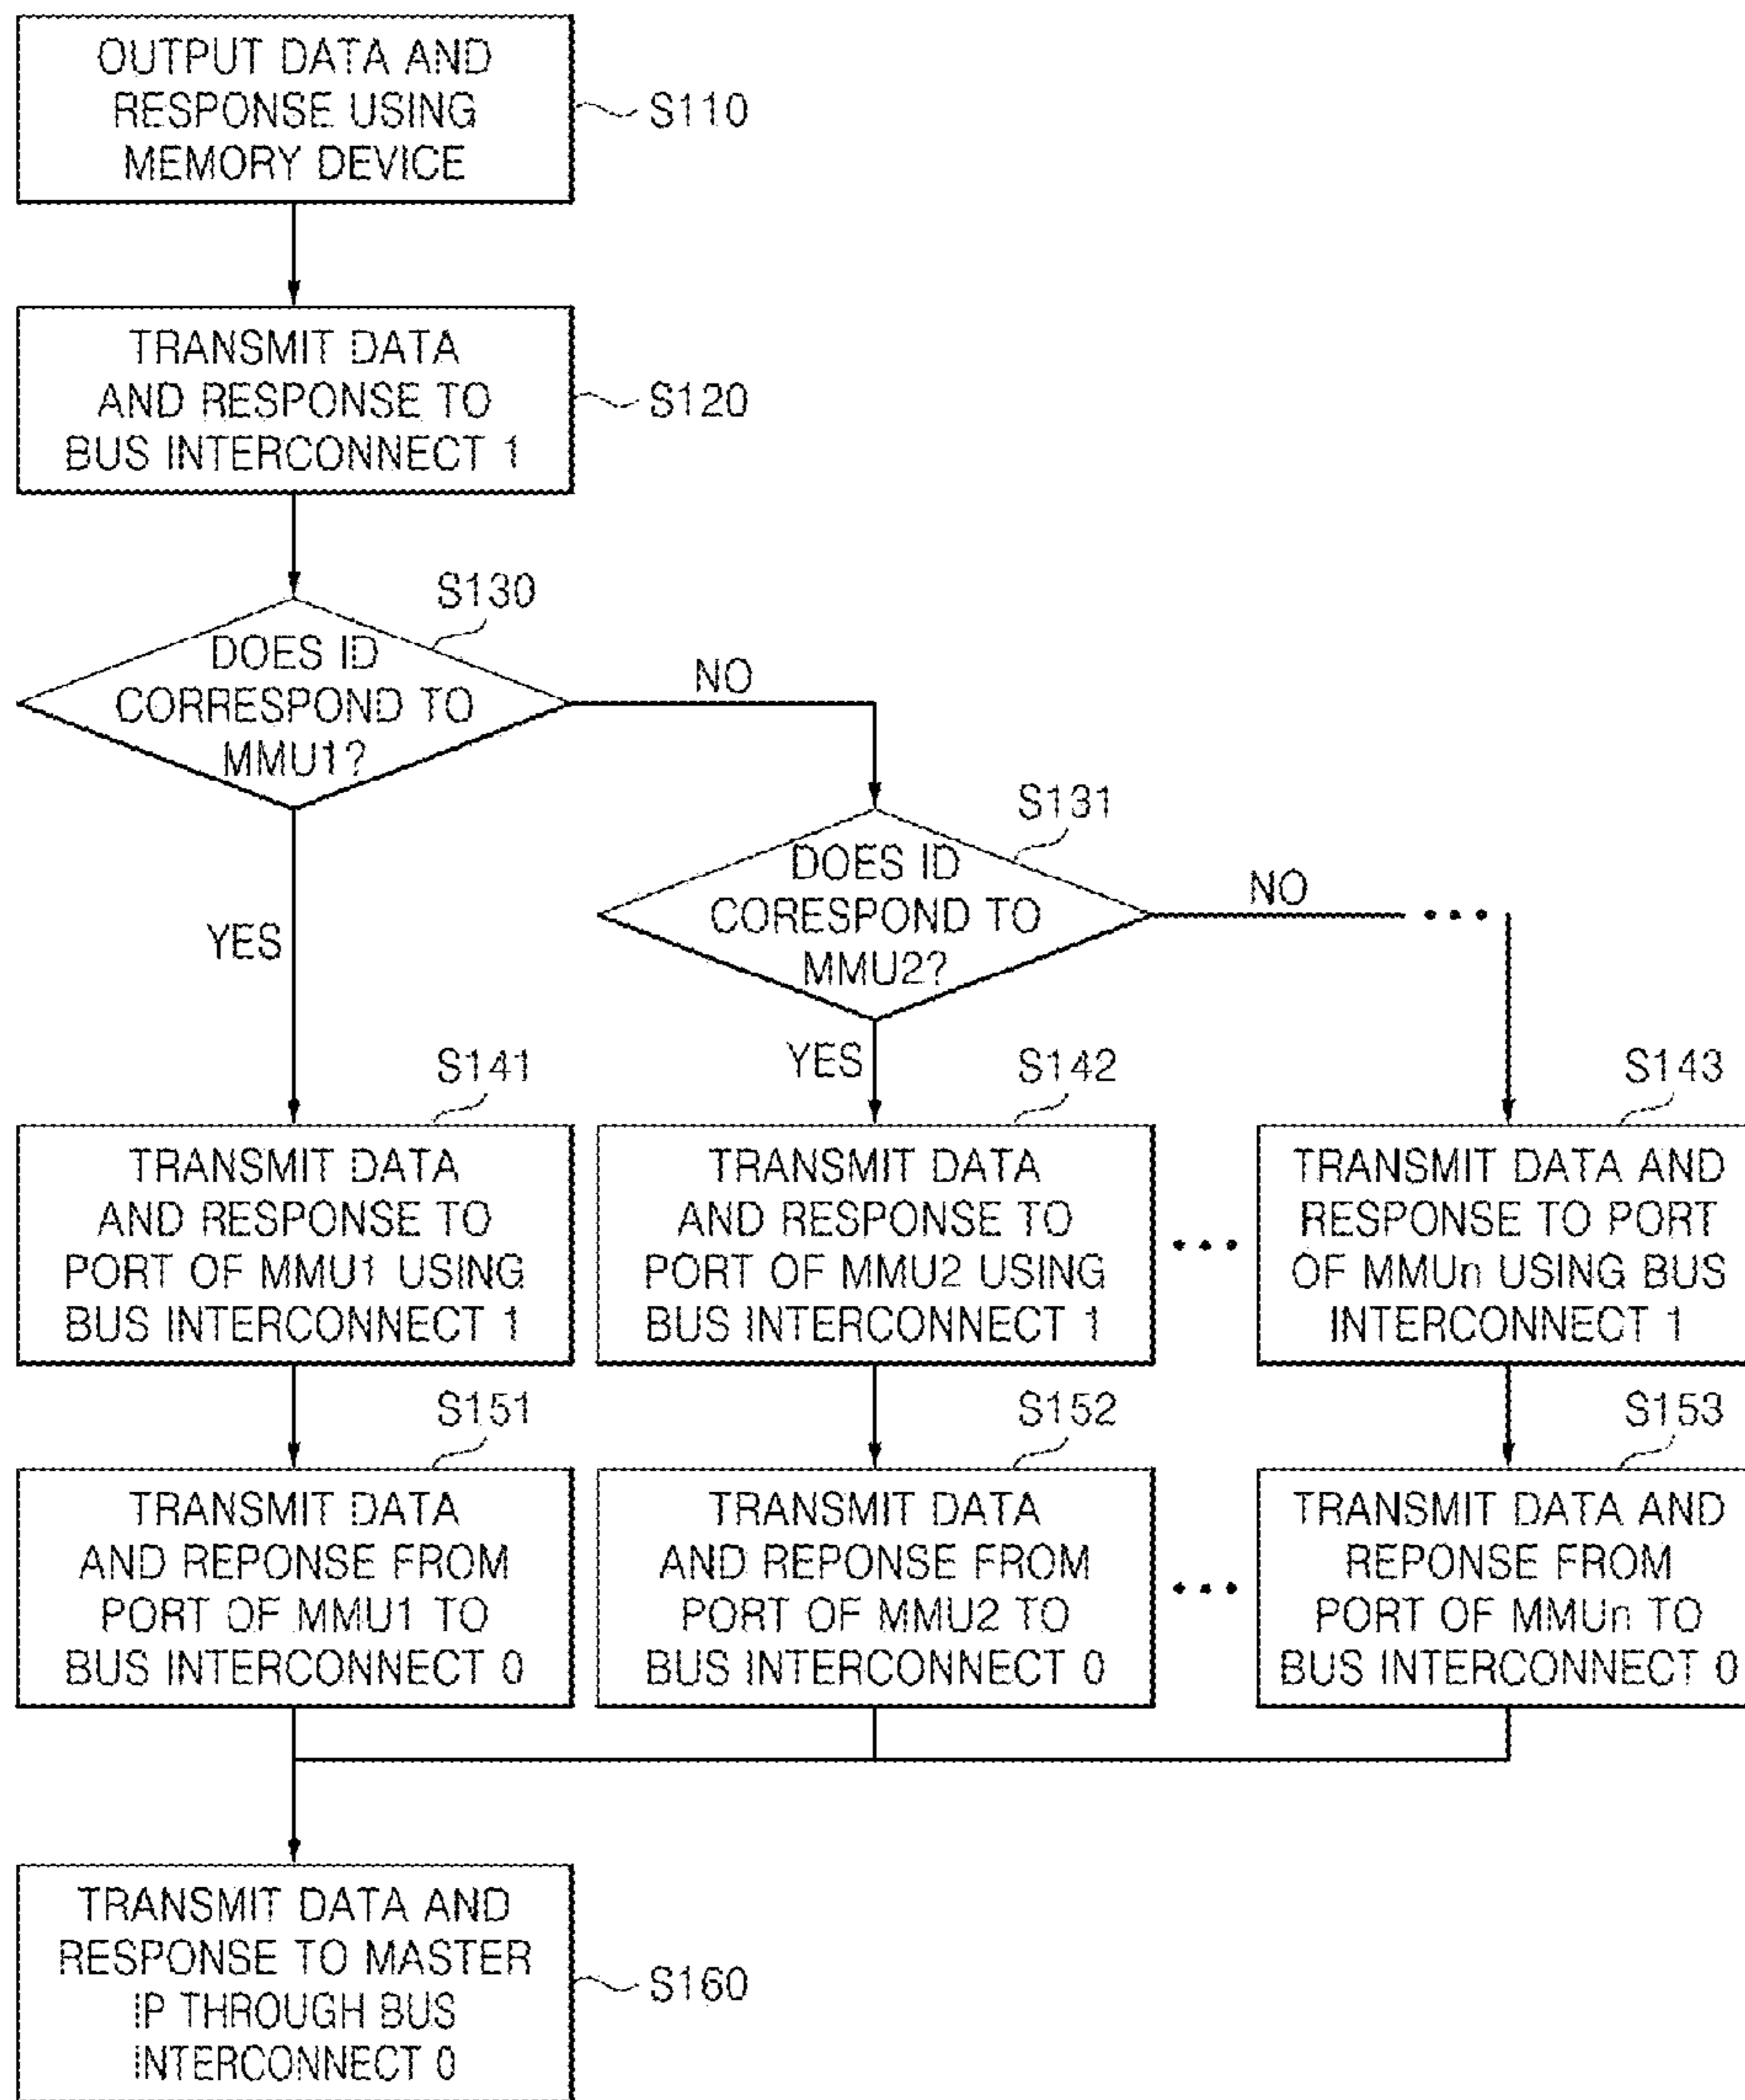 OUTPUT DATA AND
RESPONSE USING
MEMORY DEVICE
S110
TRANSMIT DATA
AND RESPONSE TO
BUS INTERCONNECT 1
S120
S130
DOES ID
CORRESPOND TO
MMU1?
NO
YES
S131
DOES ID
CORESPOND TO
MMU2?
NO
YES
S141
TRANSMIT DATA
AND RESPONSE TO
PORT OF MMU1 USING
BUS INTERCONNECT 1
S142
TRANSMIT DATA
AND RESPONSE TO
PORT OF MMU2 USING
BUS INTERCONNECT 1
S143
TRANSMIT DATA AND
RESPONSE TO PORT
OF MMUn USING BUS
INTERCONNECT 1
S151
TRANSMIT DATA
AND REPONSE FROM
PORT OF MMU1 TO
BUS INTERCONNECT 0
S152
TRANSMIT DATA
AND REPONSE FROM
PORT OF MMU2 TO
BUS INTERCONNECT 0
S153
TRANSMIT DATA AND
REPONSE FROM
PORT OF MMUn TO
BUS INTERCONNECT 0
TRANSMIT DATA AND
RESPONSE TO MASTER
IP THROUGH BUS
INTERCONNECT 0
S160